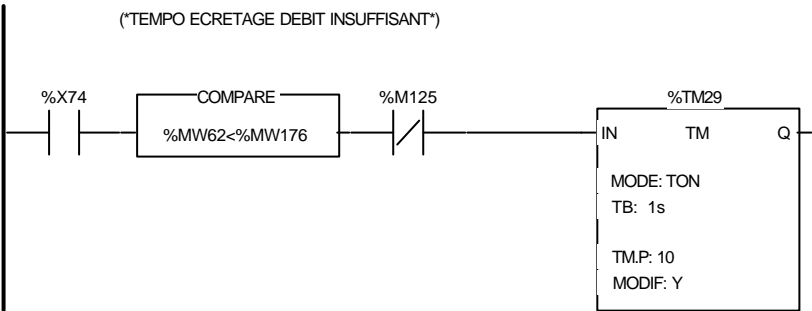 (*TEMPO ECRETAGE DEBIT INSUFFISANT*)
%X74
COMPARE
%M125
%TM29
%MW62<%MW176
IN TM Q
MODE: TON
TB: 1s
TM.P: 10
MODIF: Y